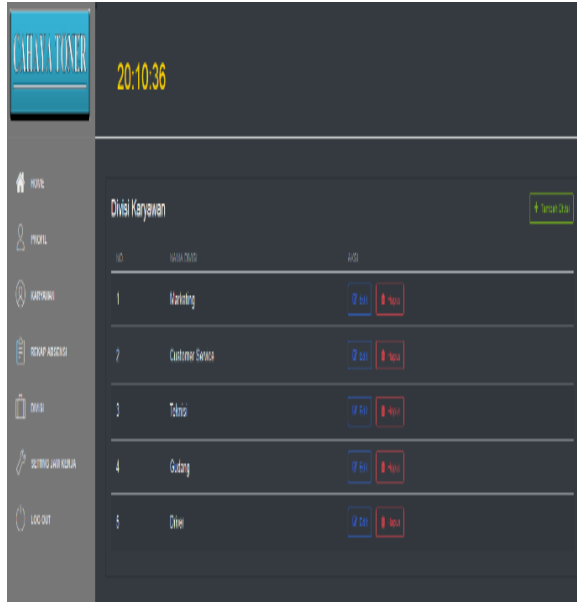 CAHAYA TONER
20:10:36
HOME
PROFIL
KARYAWAN
REKAP ABSENSI
DIVISI
SETTING JAM KERJA
LOG OUT
Divisi Karyawan
+ Tambah Divisi
NO. NAMA DIVISI AKSI
1 Marketing Edit Hapus
2 Customer Service Edit Hapus
3 Teknisi Edit Hapus
4 Gudang Edit Hapus
5 Driver Edit Hapus